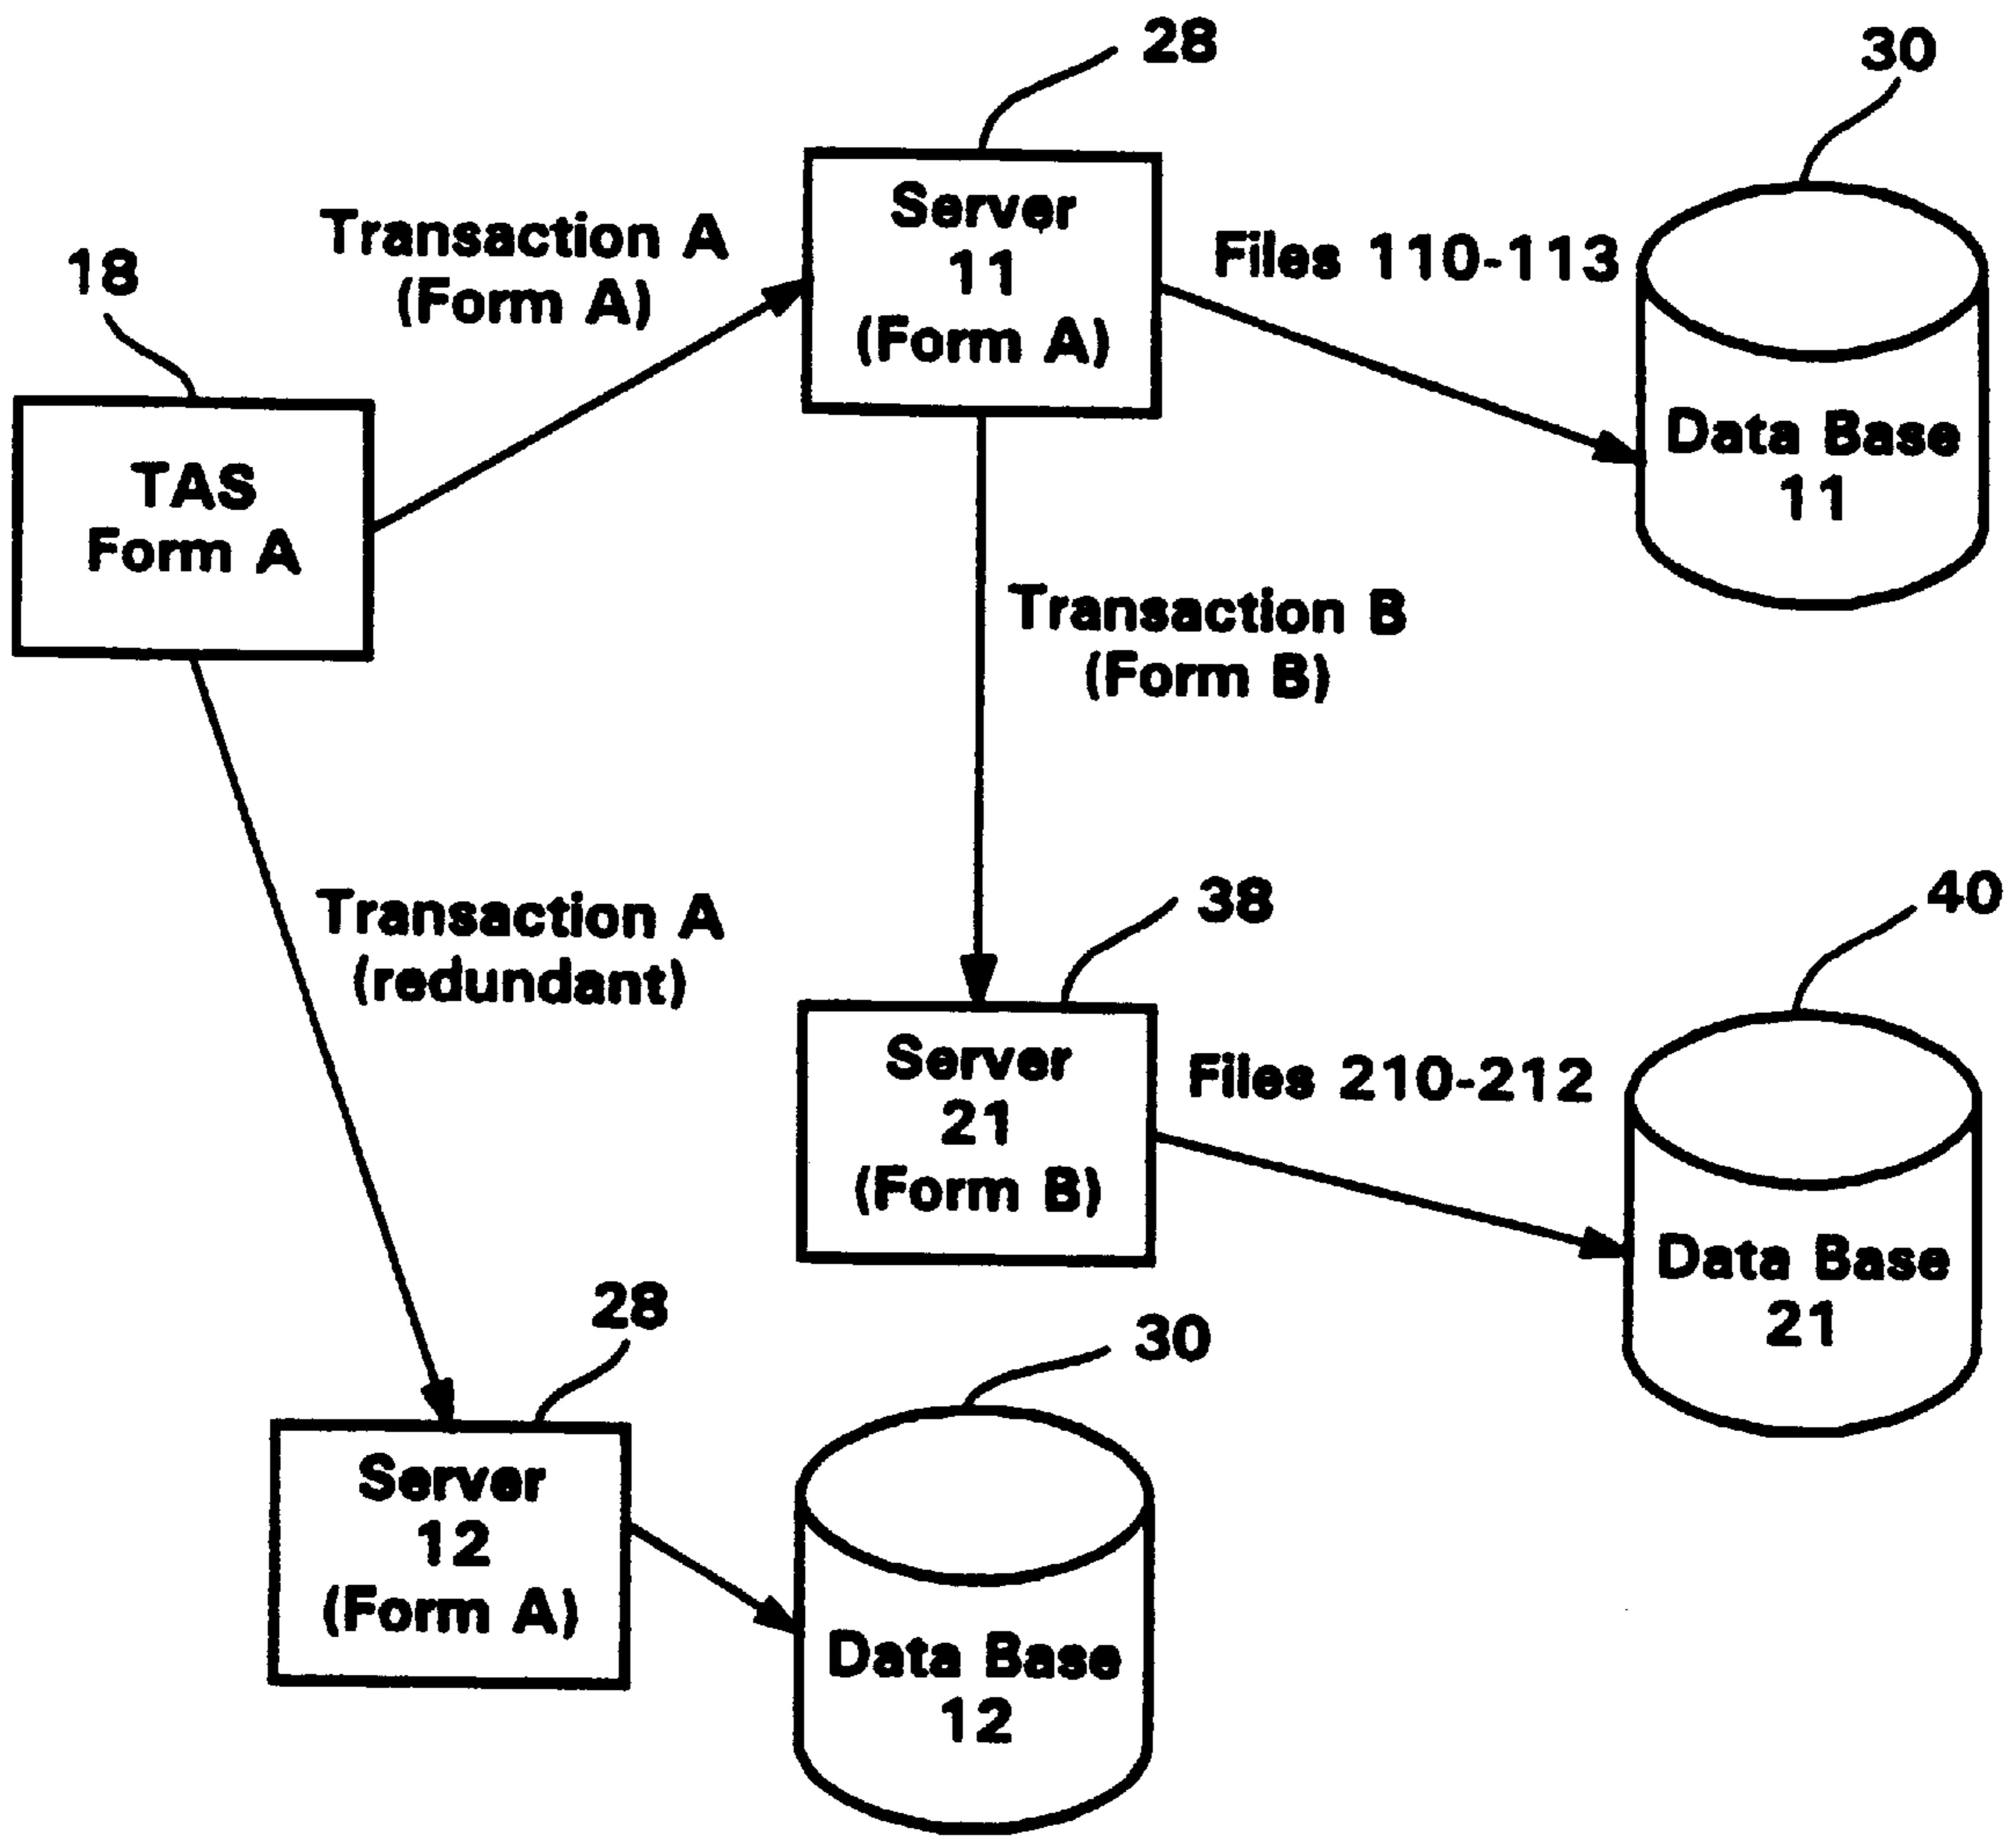 28
30
Server
11
(Form A)
Transaction A
(Form A)
Files 110-113
18
Data Base
11
TAS
Form A
Transaction B
(Form B)
38
40
Transaction A
(redundant)
Server
21
(Form B)
Files 210-212
Data Base
21
28
30
Server
12
(Form A)
Data Base
12